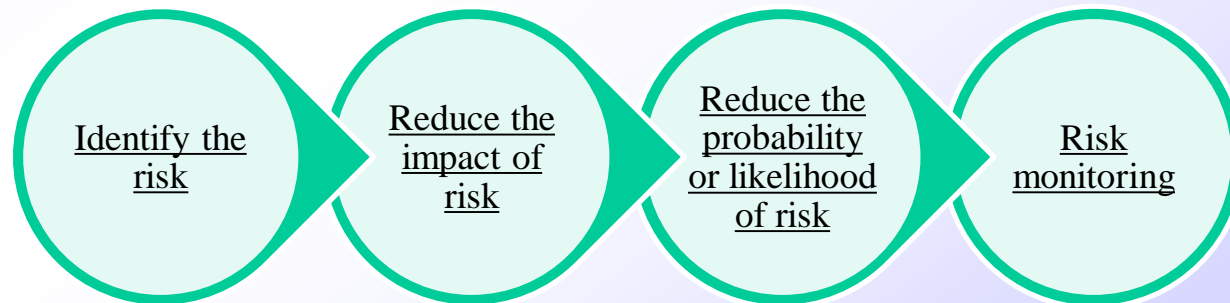 Identify the
risk
Reduce the
impact of
risk
Reduce the
probability
or likelihood
of risk
Risk
monitoring